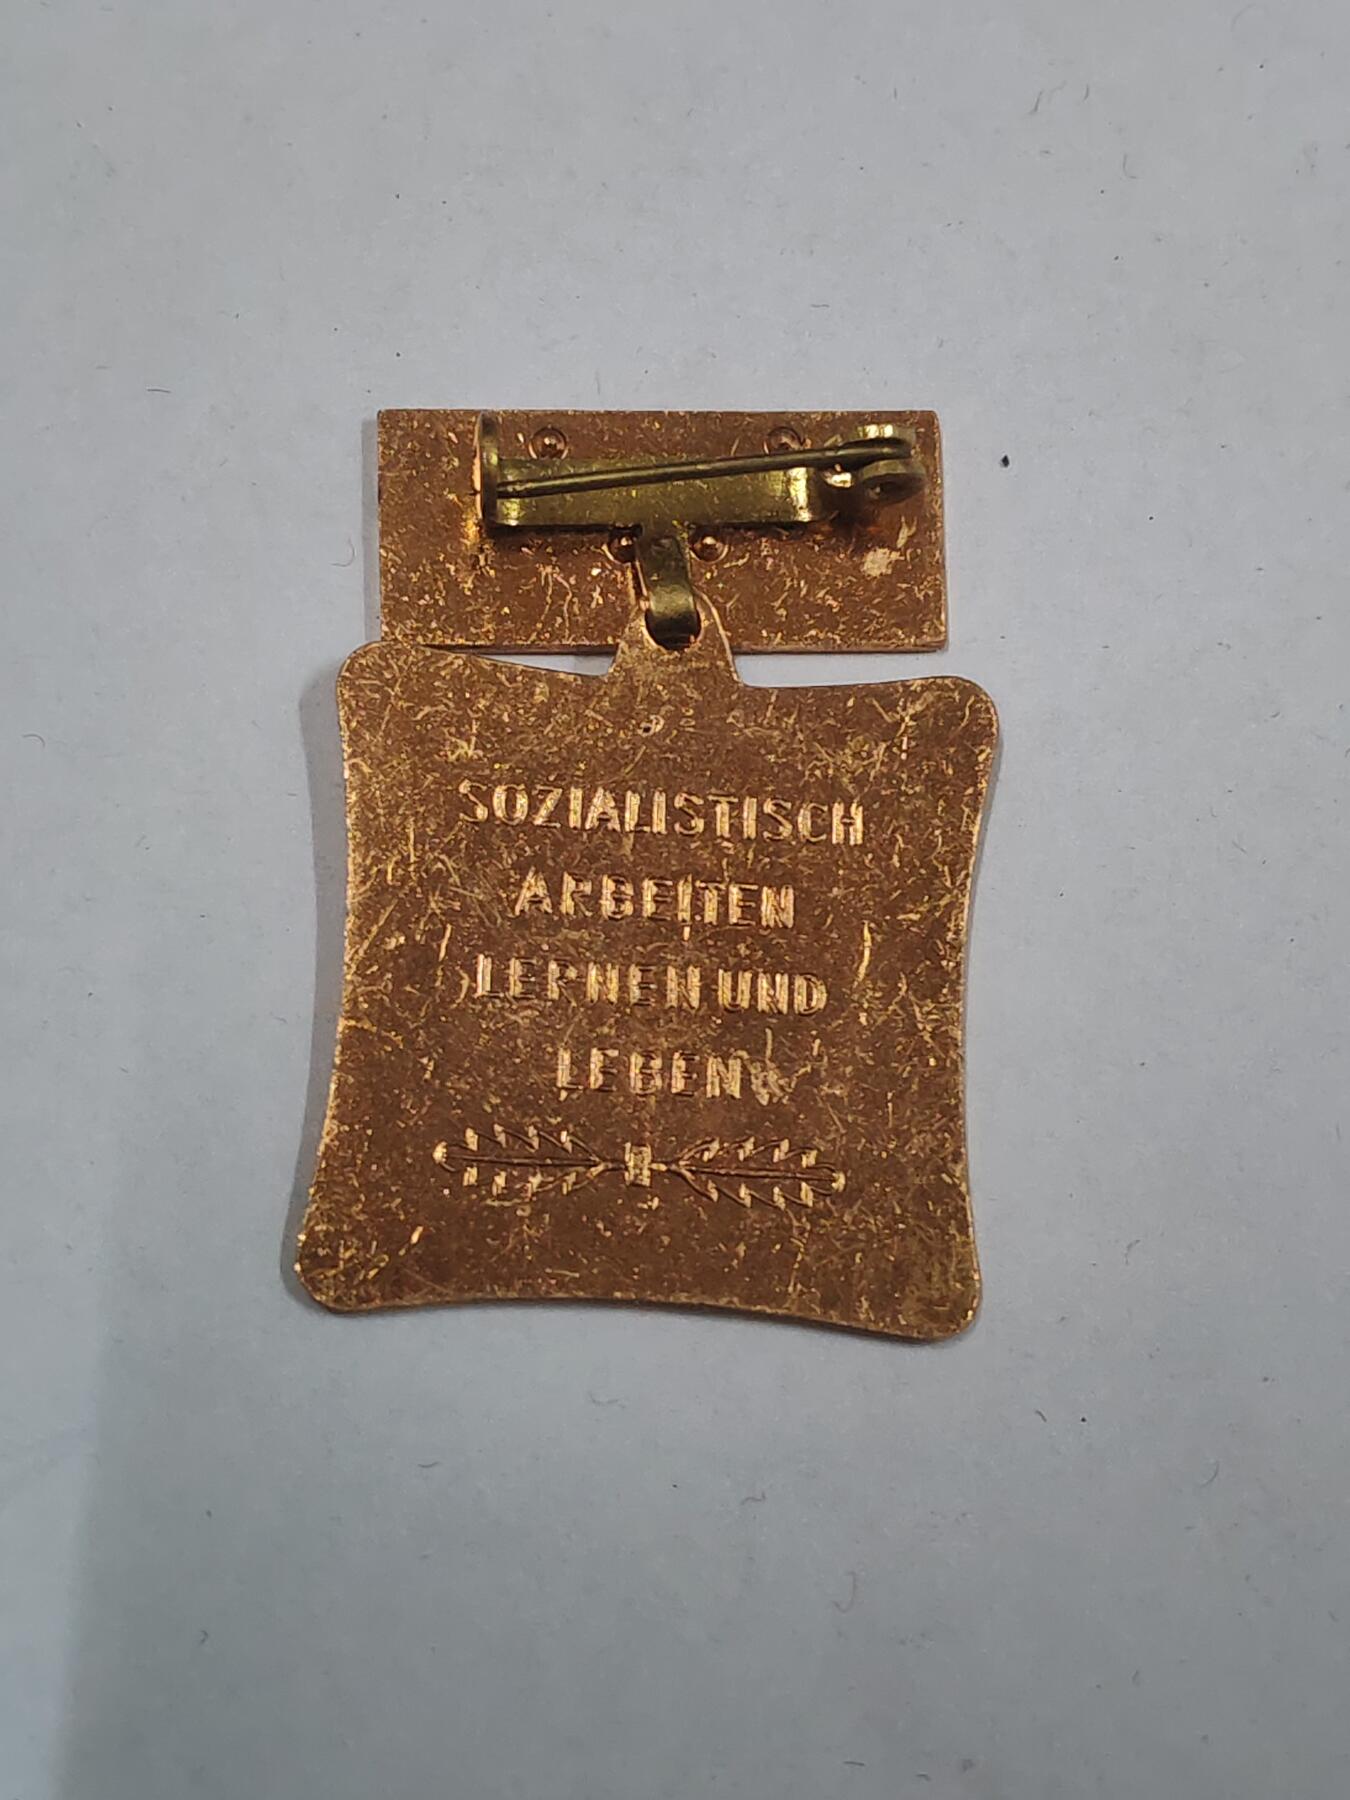 SOZIALISTISCH
ARBEITEN
LERNEN UND
LEBEN